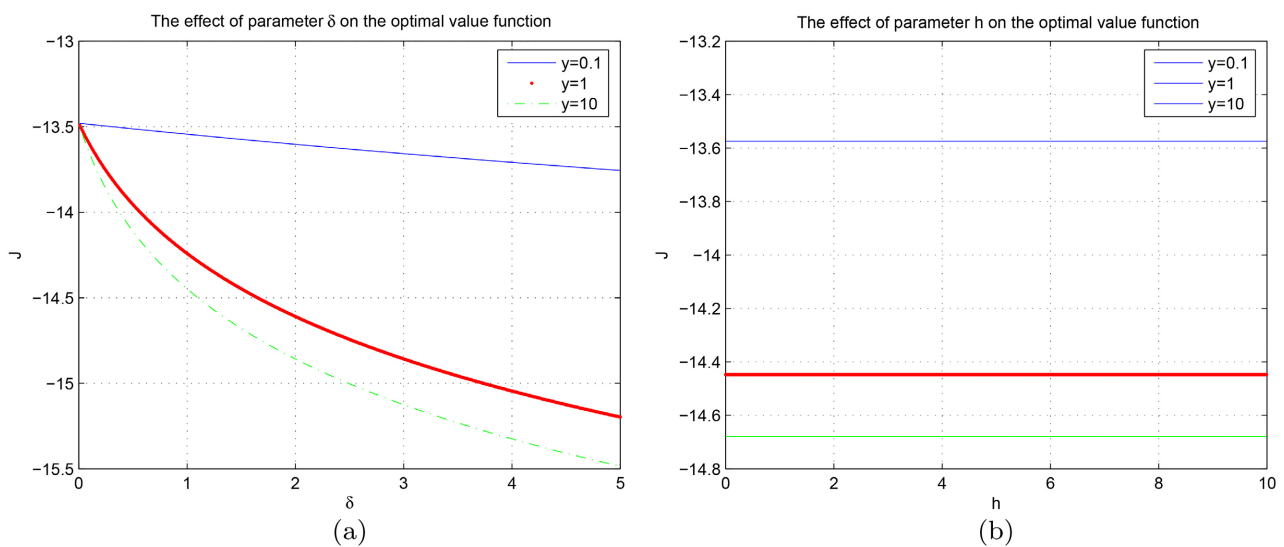 The effect of parameter δ on the optimal value function
y=0.1
y=1
y=10
−13
−13.5
−14
−14.5
−15
−15.5
J
0 1 2 3 4 5
δ
(a)
The effect of parameter h on the optimal value function
y=0.1
y=1
y=10
−13.2
−13.4
−13.6
−13.8
−14
−14.2
−14.4
−14.6
−14.8
J
0 2 4 6 8 10
h
(b)